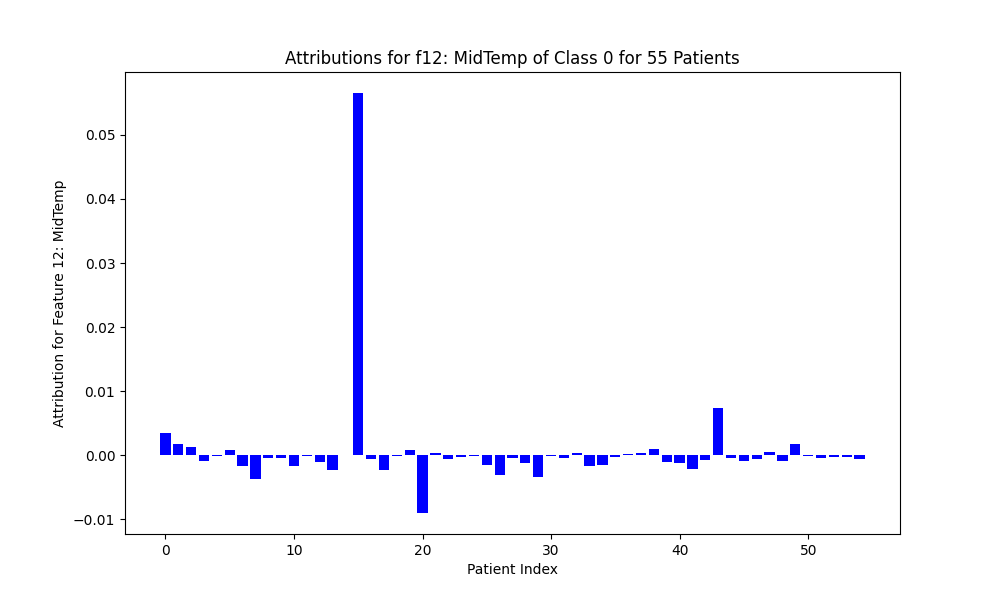 Attributions for f12: MidTemp of Class 0 for 55 Patients
Attribution for Feature 12: MidTemp
0.05
0.04
0.03
0.02
0.01
0.00
−0.01
0 10 20 30 40 50
Patient Index